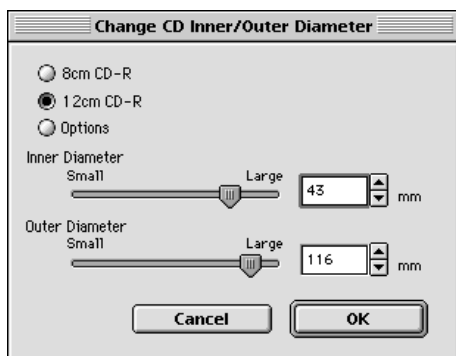 Change CD Inner/Outer Diameter
8cm CD-R
12cm CD-R
Options
Inner Diameter
Small Large
43 mm
Outer Diameter
Small Large
116 mm
Cancel OK